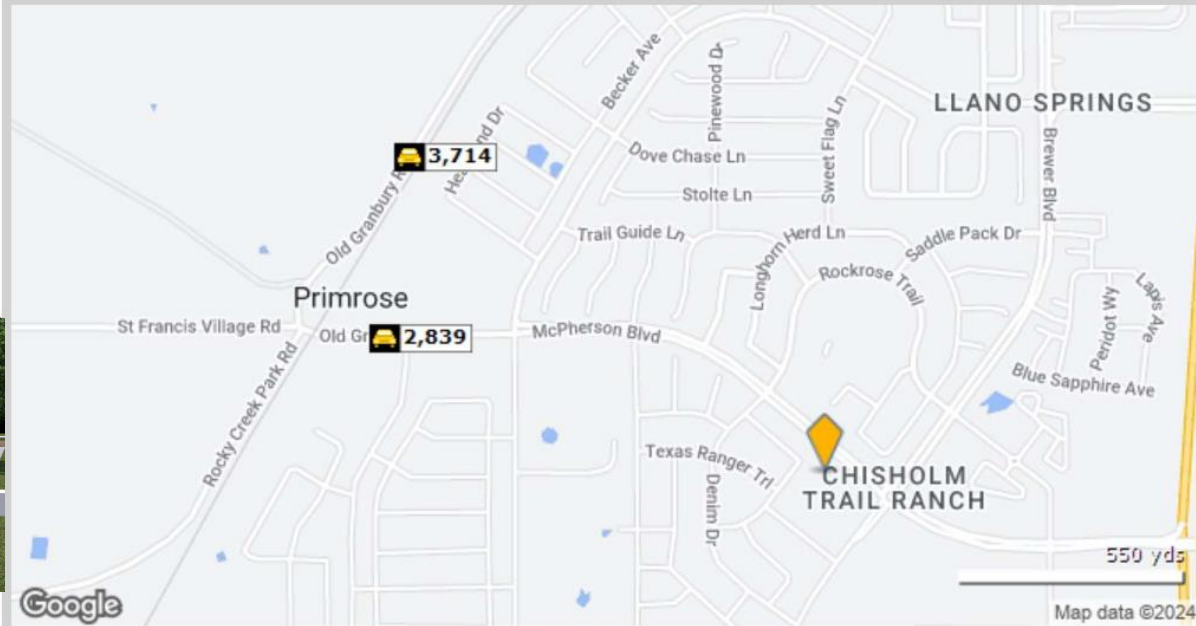 Becker Ave
Pinewood Dr
Sweet Flag Ln
LLANO SPRINGS
Brewer Blvd
3,714
Dove Chase Ln
Stolte Ln
Old Granbury
Trail Guide Ln
Longhorn Herd Ln
Saddle Pack Dr
Rockrose Trail
Lapis Ave
Peridot Wy
Primrose
St Francis Village Rd
Old Gr
2,839
McPherson Blvd
Blue Sapphire Ave
Rocky Creek Park Rd
Texas Ranger Trl
Denim Dr
CHISHOLM
TRAIL RANCH
550 yds
Google
Map data ©2024